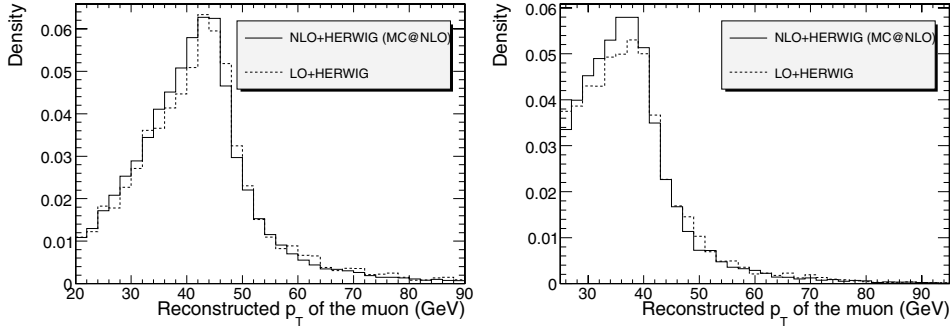 Density
0.06
0.05
0.04
0.03
0.02
0.01
0
20 30 40 50 60 70 80 90
Reconstructed p_T of the muon (GeV)
NLO+HERWIG (MC@NLO)
LO+HERWIG
Density
0.06
0.05
0.04
0.03
0.02
0.01
0
30 40 50 60 70 80 90
Reconstructed p_T of the muon (GeV)
NLO+HERWIG (MC@NLO)
LO+HERWIG